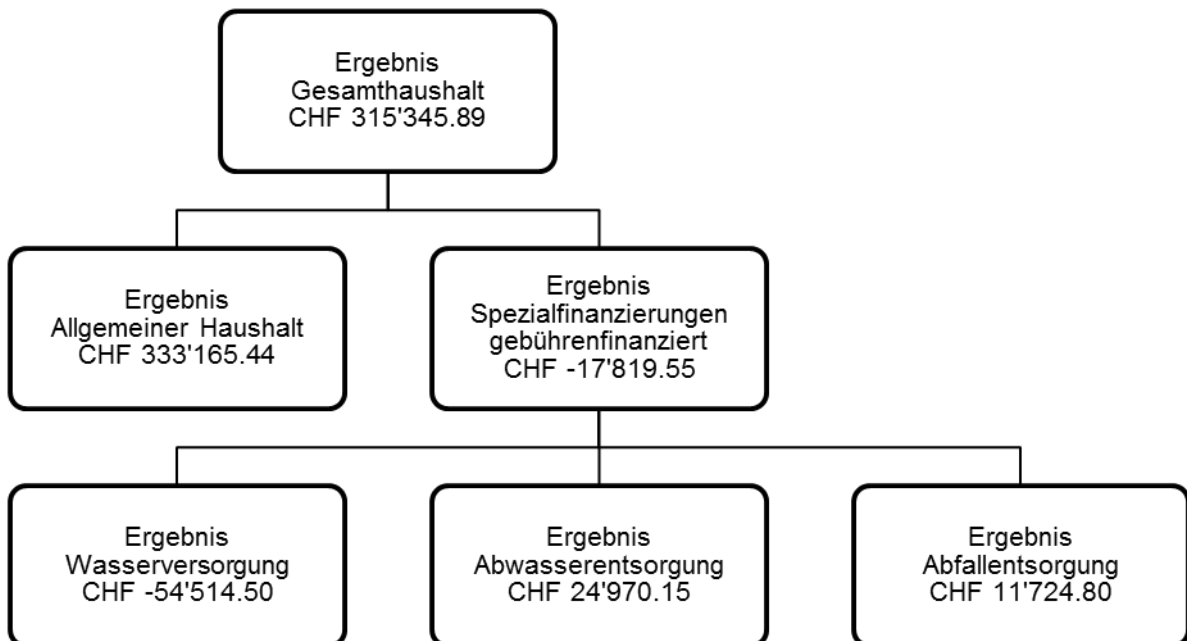 Ergebnis
Gesamthaushalt
CHF 315'345.89
Ergebnis
Allgemeiner Haushalt
CHF 333'165.44
Ergebnis
Spezialfinanzierungen
gebührenfinanziert
CHF -17'819.55
Ergebnis
Wasserversorgung
CHF -54'514.50
Ergebnis
Abwasserentsorgung
CHF 24'970.15
Ergebnis
Abfallentsorgung
CHF 11'724.80